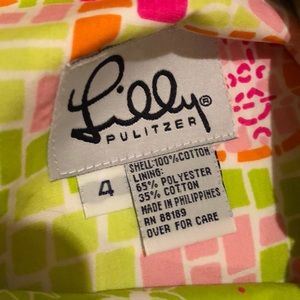 Lilly®
PULITZER
4
SHELL:100%COTTON
LINING:
65% POLYESTER
35% COTTON
MADE IN PHILIPPINES
RN 88189
OVER FOR CARE